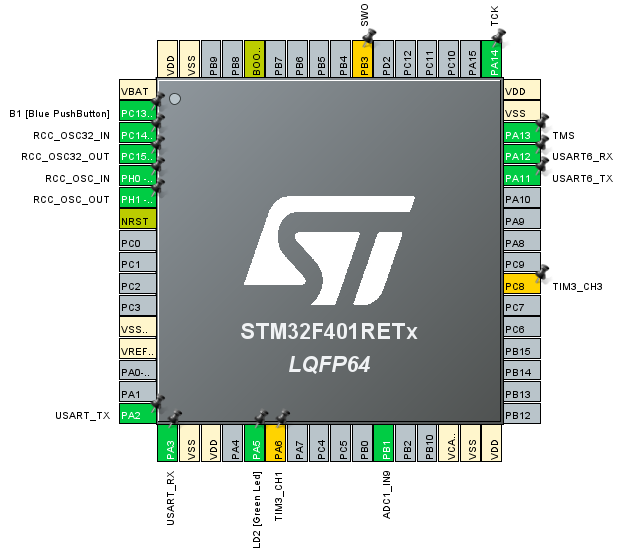 SWO
TCK
VDD
VSS
PB9
PB8
BOO..
PB7
PB6
PB5
PB4
PB3
PD2
PC12
PC11
PC10
PA15
PA14
VBAT
B1 [Blue PushButton] PC13..
RCC_OSC32_IN PC14..
RCC_OSC32_OUT PC15..
RCC_OSC_IN PH0 -..
RCC_OSC_OUT PH1 -..
NRST
PC0
PC1
PC2
PC3
VSS..
VREF..
PA0-..
PA1
USART_TX PA2
STM32F401RETx
LQFP64
VDD
VSS
PA13 TMS
PA12 USART6_RX
PA11 USART6_TX
PA10
PA9
PA8
PC9
PC8 TIM3_CH3
PC7
PC6
PB15
PB14
PB13
PB12
PA3
VSS
VDD
PA4
PA5
PA6
PA7
PC4
PC5
PB0
PB1
PB2
PB10
VCA..
VSS
VDD
USART_RX
LD2 [Green Led]
TIM3_CH1
ADC1_IN9